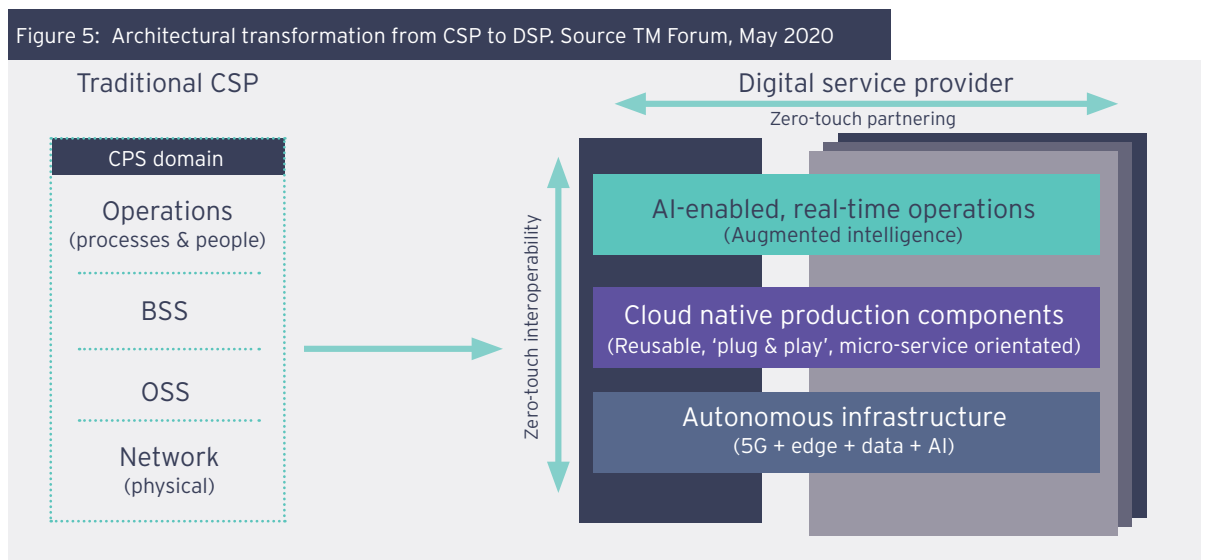 Figure 5: Architectural transformation from CSP to DSP. Source TM Forum, May 2020
Traditional CSP
CPS domain
Operations
(processes & people)
BSS
OSS
Network
(physical)
Digital service provider
Zero-touch partnering
Zero-touch interoperability
AI-enabled, real-time operations
(Augmented intelligence)
Cloud native production components
(Reusable, ‘plug & play’, micro-service orientated)
Autonomous infrastructure
(5G + edge + data + AI)